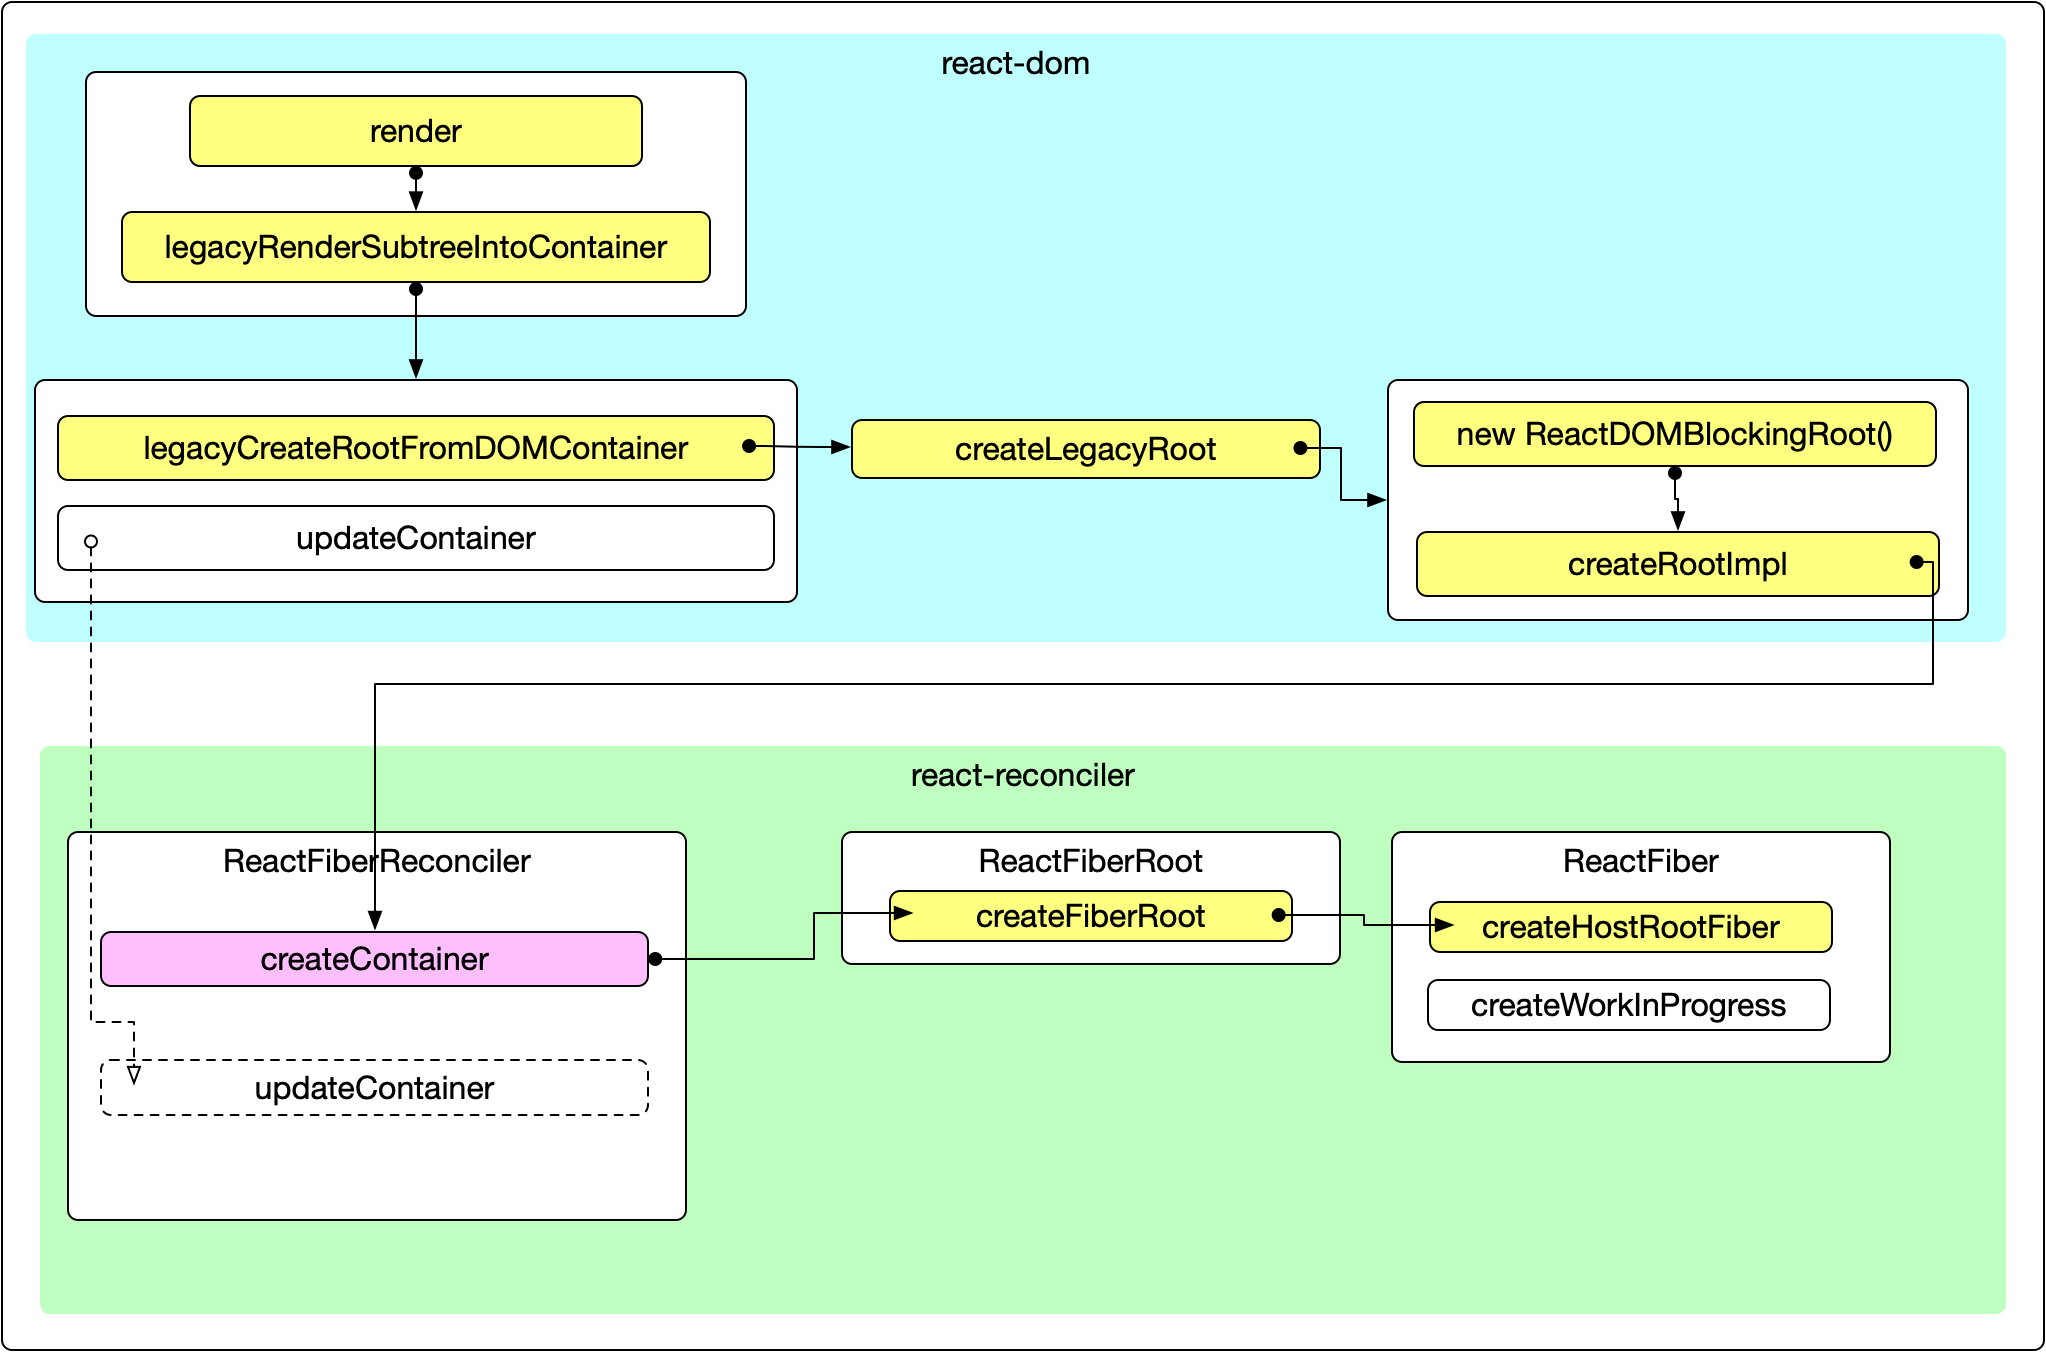 react-dom
render
legacyRenderSubtreeIntoContainer
legacyCreateRootFromDOMContainer
updateContainer
createLegacyRoot
new ReactDOMBlockingRoot()
createRootImpl
react-reconciler
ReactFiberReconciler
createContainer
updateContainer
ReactFiberRoot
createFiberRoot
ReactFiber
createHostRootFiber
createWorkInProgress